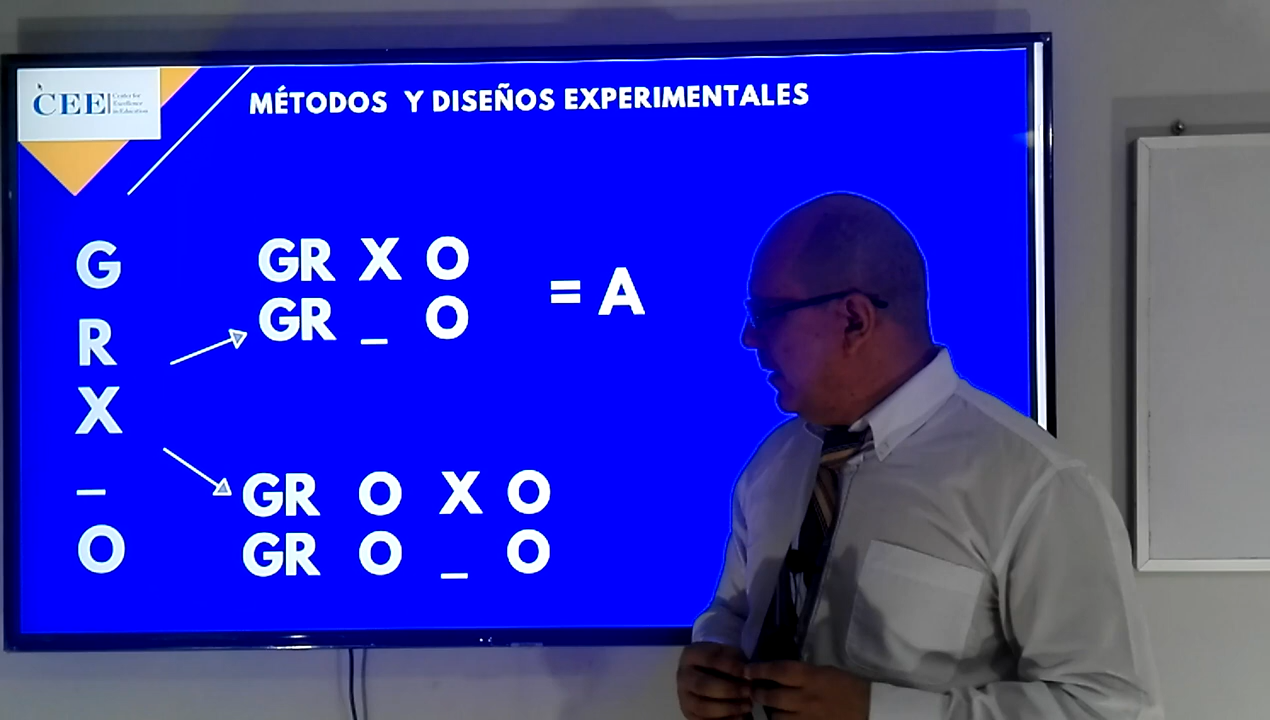 CEE
Center for
Excellence
in Education
MÉTODOS Y DISEÑOS EXPERIMENTALES
G
R
X
_
O
GR X O
GR _ O
= A
GR O X O
GR O _ O